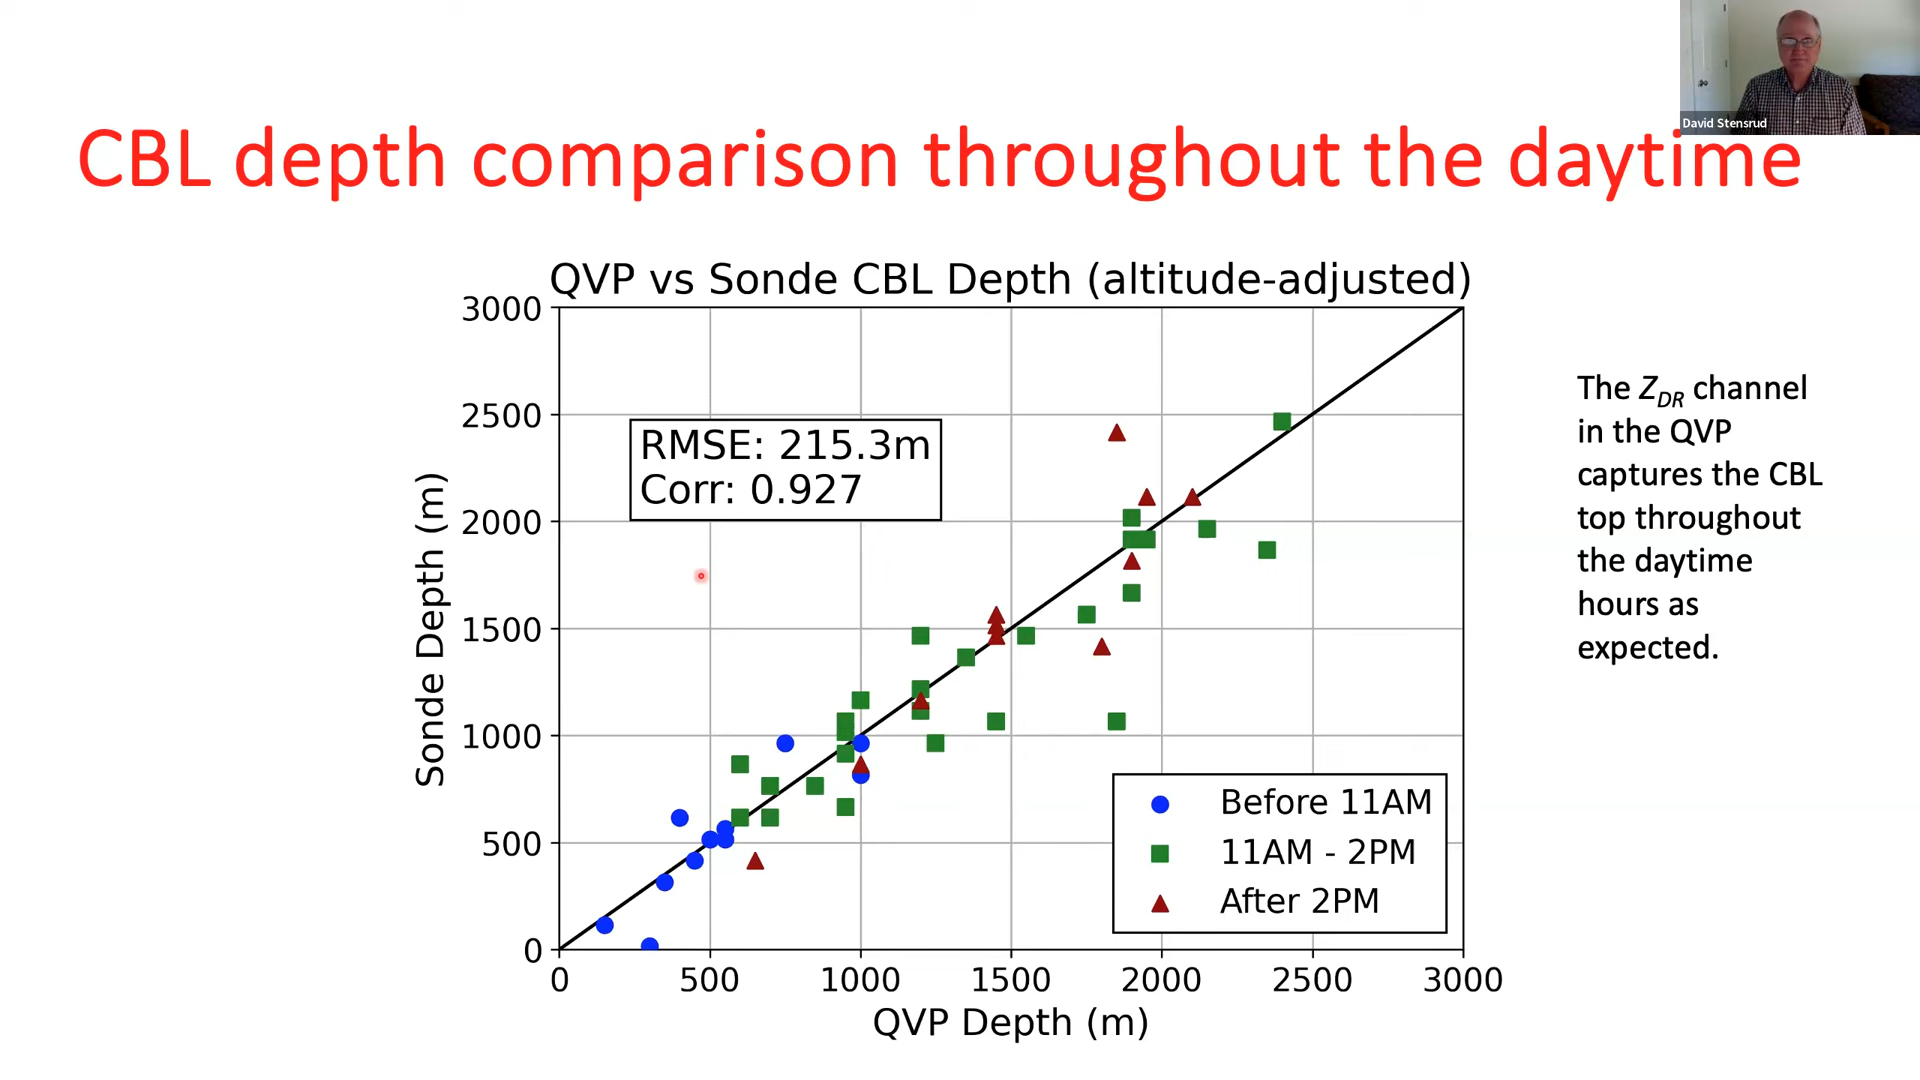 David Stensrud
CBL depth comparison throughout the daytime
QVP vs Sonde CBL Depth (altitude-adjusted)
3000
2500
2000
1500
1000
500
0
Sonde Depth (m)
RMSE: 215.3m
Corr: 0.927
Before 11AM
11AM - 2PM
After 2PM
0 500 1000 1500 2000 2500 3000
QVP Depth (m)
The ZDR channel
in the QVP
captures the CBL
top throughout
the daytime
hours as
expected.